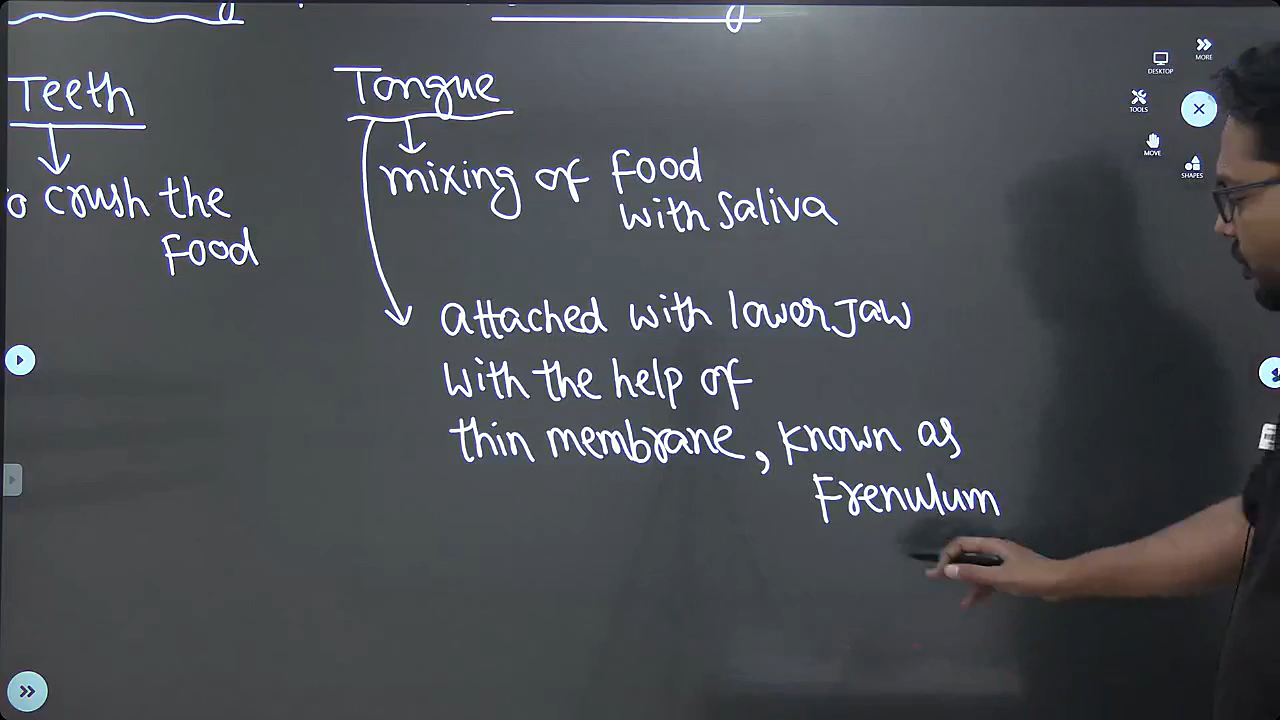 Teeth
o crush the
Food
Tongue
mixing of Food
with Saliva
attached with lower Jaw
with the help of
thin membrane, known as
Frenulum
DESKTOP
MORE
TOOLS
MOVE
SHAPES